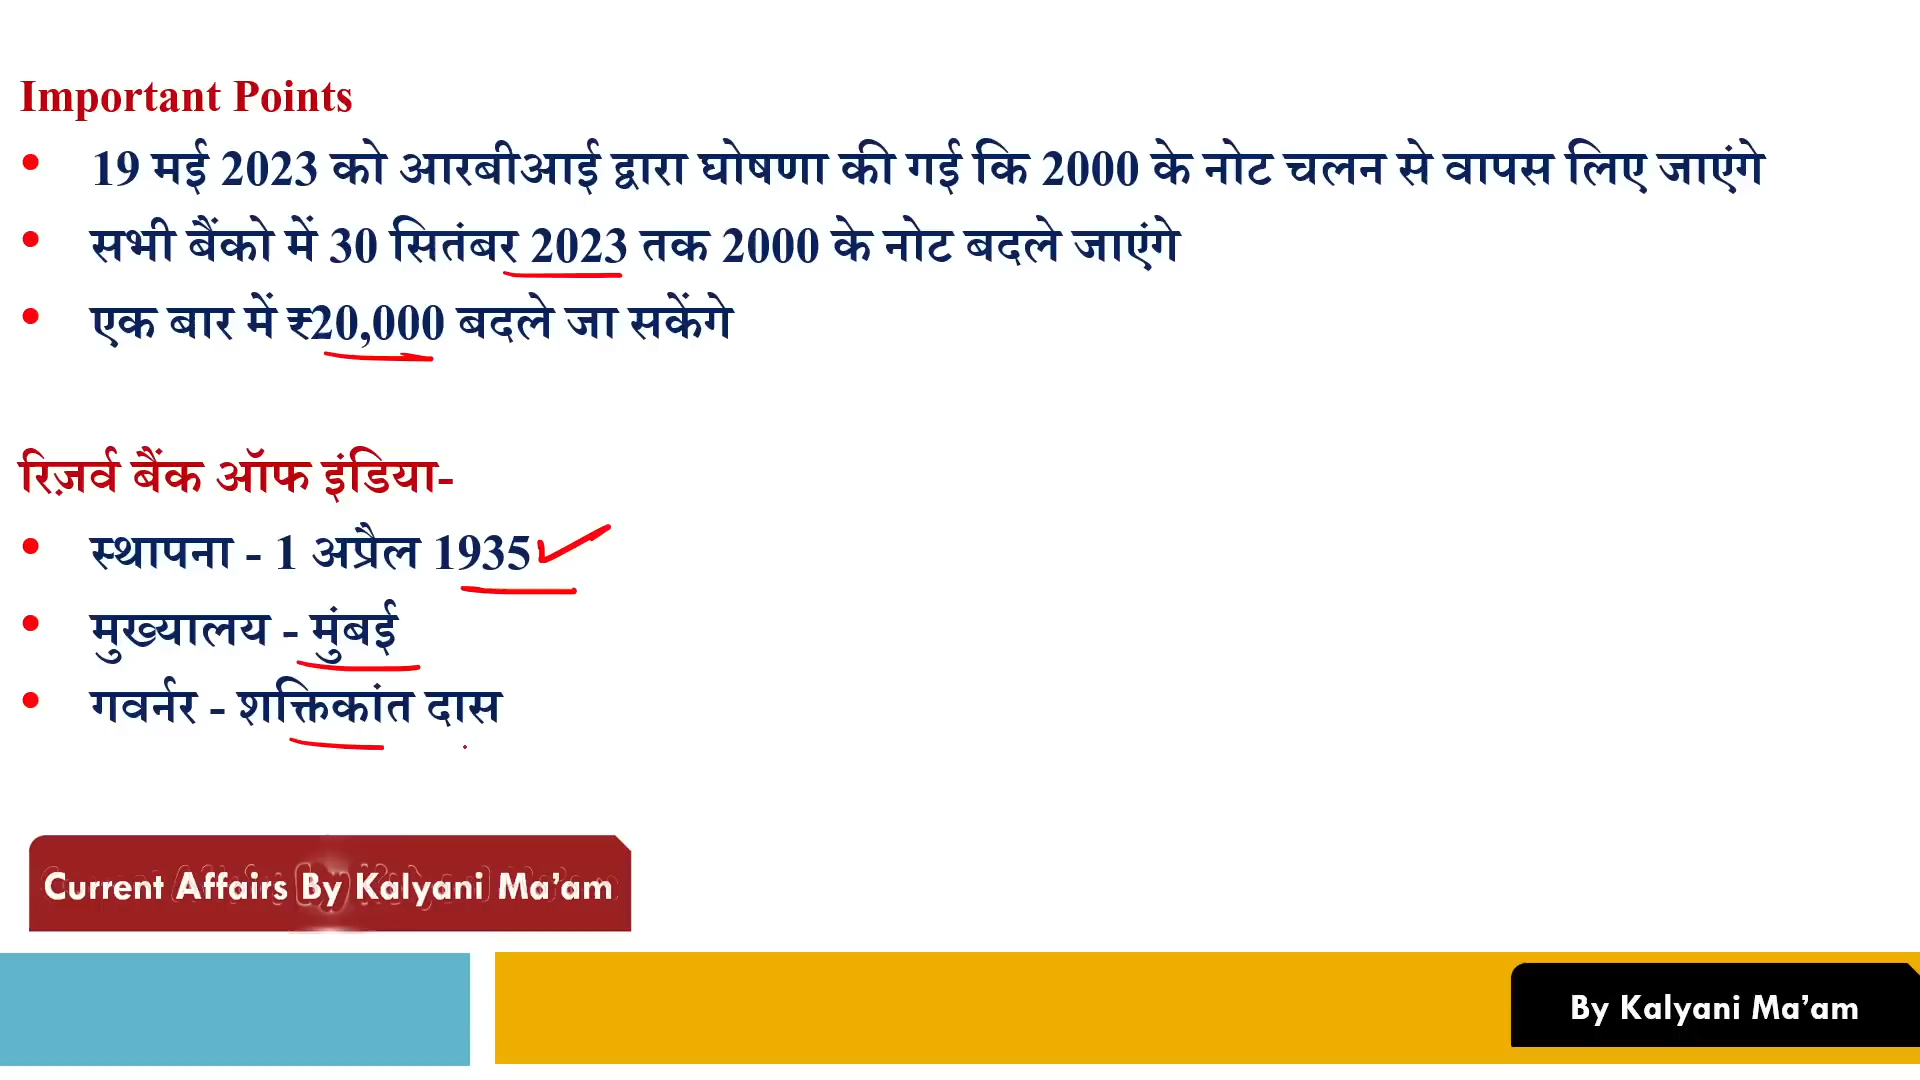 Important Points
• 19 मई 2023 को आरबीआई द्वारा घोषणा की गई कि 2000 के नोट चलन से वापस लिए जाएंगे
• सभी बैंको में 30 सितंबर 2023 तक 2000 के नोट बदले जाएंगे
• एक बार में ₹20,000 बदले जा सकेंगे
रिज़र्व बैंक ऑफ इंडिया-
• स्थापना - 1 अप्रैल 1935
• मुख्यालय - मुंबई
• गवर्नर - शक्तिकांत दास
Current Affairs By Kalyani Ma'am
By Kalyani Ma'am